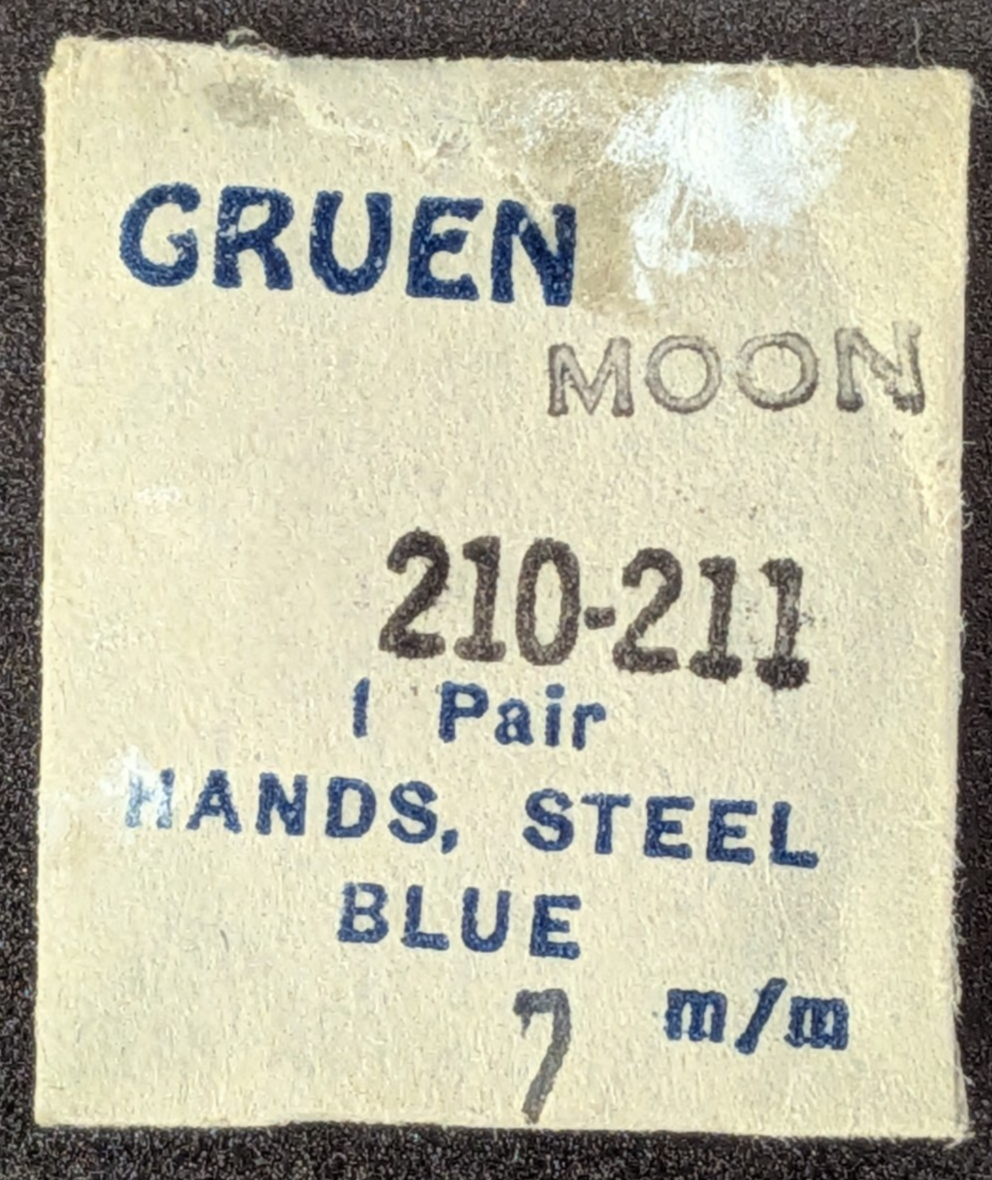 GRUEN
MOON
210-211
1 Pair
HANDS, STEEL
BLUE
7 m/m